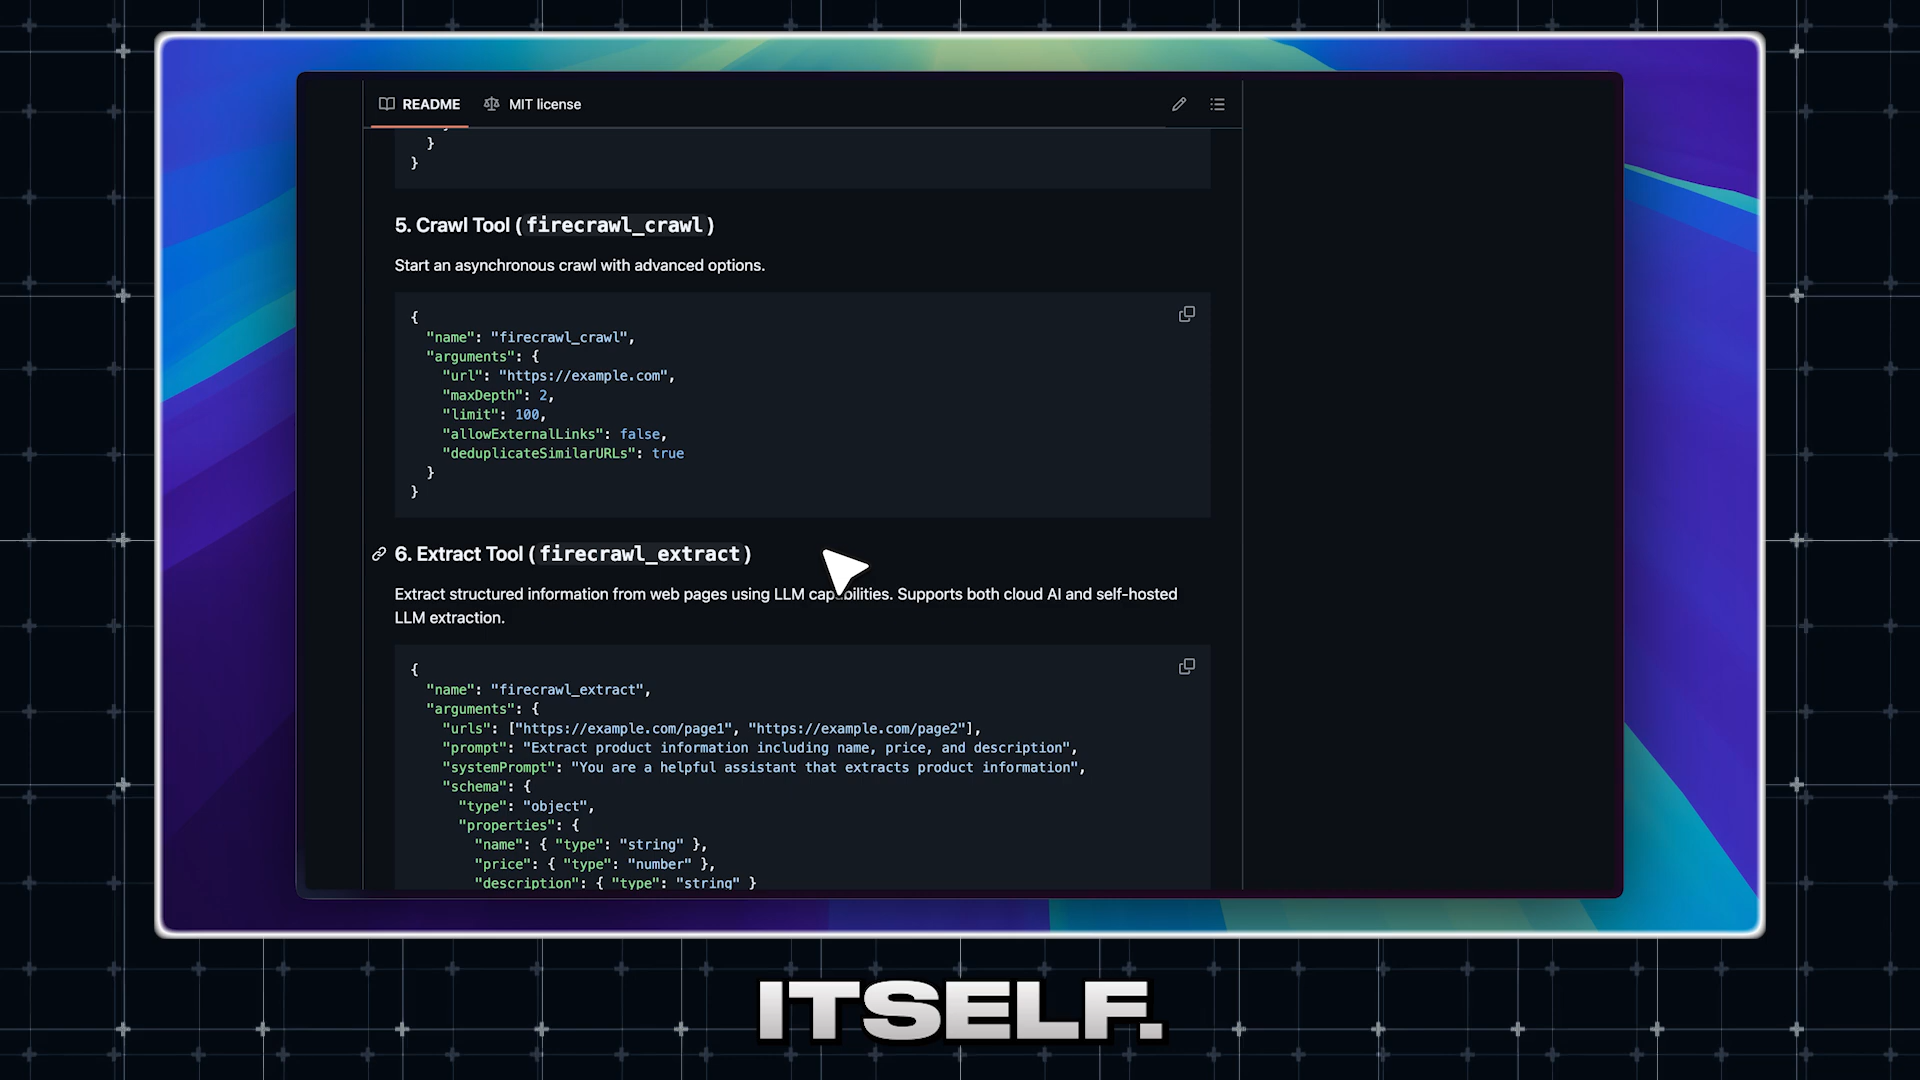 README MIT license
}
}
5. Crawl Tool (firecrawl_crawl)
Start an asynchronous crawl with advanced options.
{
"name": "firecrawl_crawl",
"arguments": {
"url": "https://example.com",
"maxDepth": 2,
"limit": 100,
"allowExternalLinks": false,
"deduplicateSimilarURLs": true
}
}
6. Extract Tool (firecrawl_extract)
Extract structured information from web pages using LLM capabilities. Supports both cloud AI and self-hosted
LLM extraction.
{
"name": "firecrawl_extract",
"arguments": {
"urls": ["https://example.com/page1", "https://example.com/page2"],
"prompt": "Extract product information including name, price, and description",
"systemPrompt": "You are a helpful assistant that extracts product information",
"schema": {
"type": "object",
"properties": {
"name": { "type": "string" },
"price": { "type": "number" },
"description": { "type": "string" }
ITSELF.